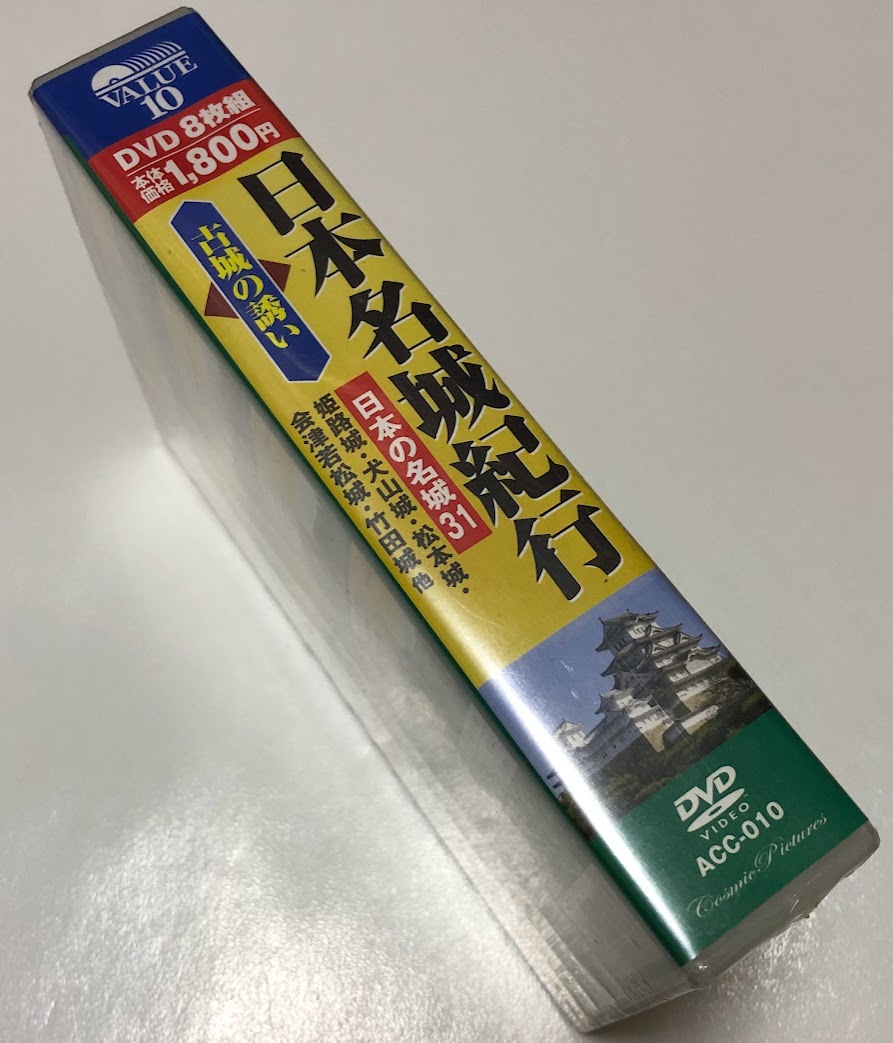 VALUE
10
DVD 8枚組
本体
価格
1,800円
日本名城紀行
古城の誘い
日本の名城31
姫路城・犬山城・松本城・
会津若松城・竹田城他
DVD
VIDEO
ACC-010
Cosmic Pictures